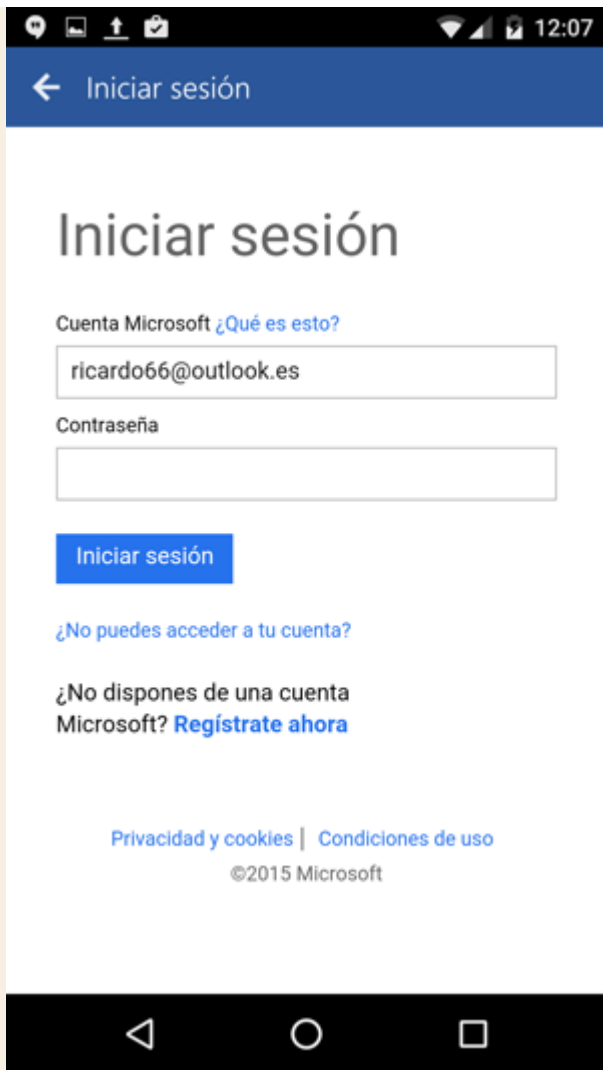 12:07
Iniciar sesión
Iniciar sesión
Cuenta Microsoft ¿Qué es esto?
ricardo66@outlook.es
Contraseña
Iniciar sesión
¿No puedes acceder a tu cuenta?
¿No dispones de una cuenta
Microsoft? Regístrate ahora
Privacidad y cookies | Condiciones de uso
©2015 Microsoft